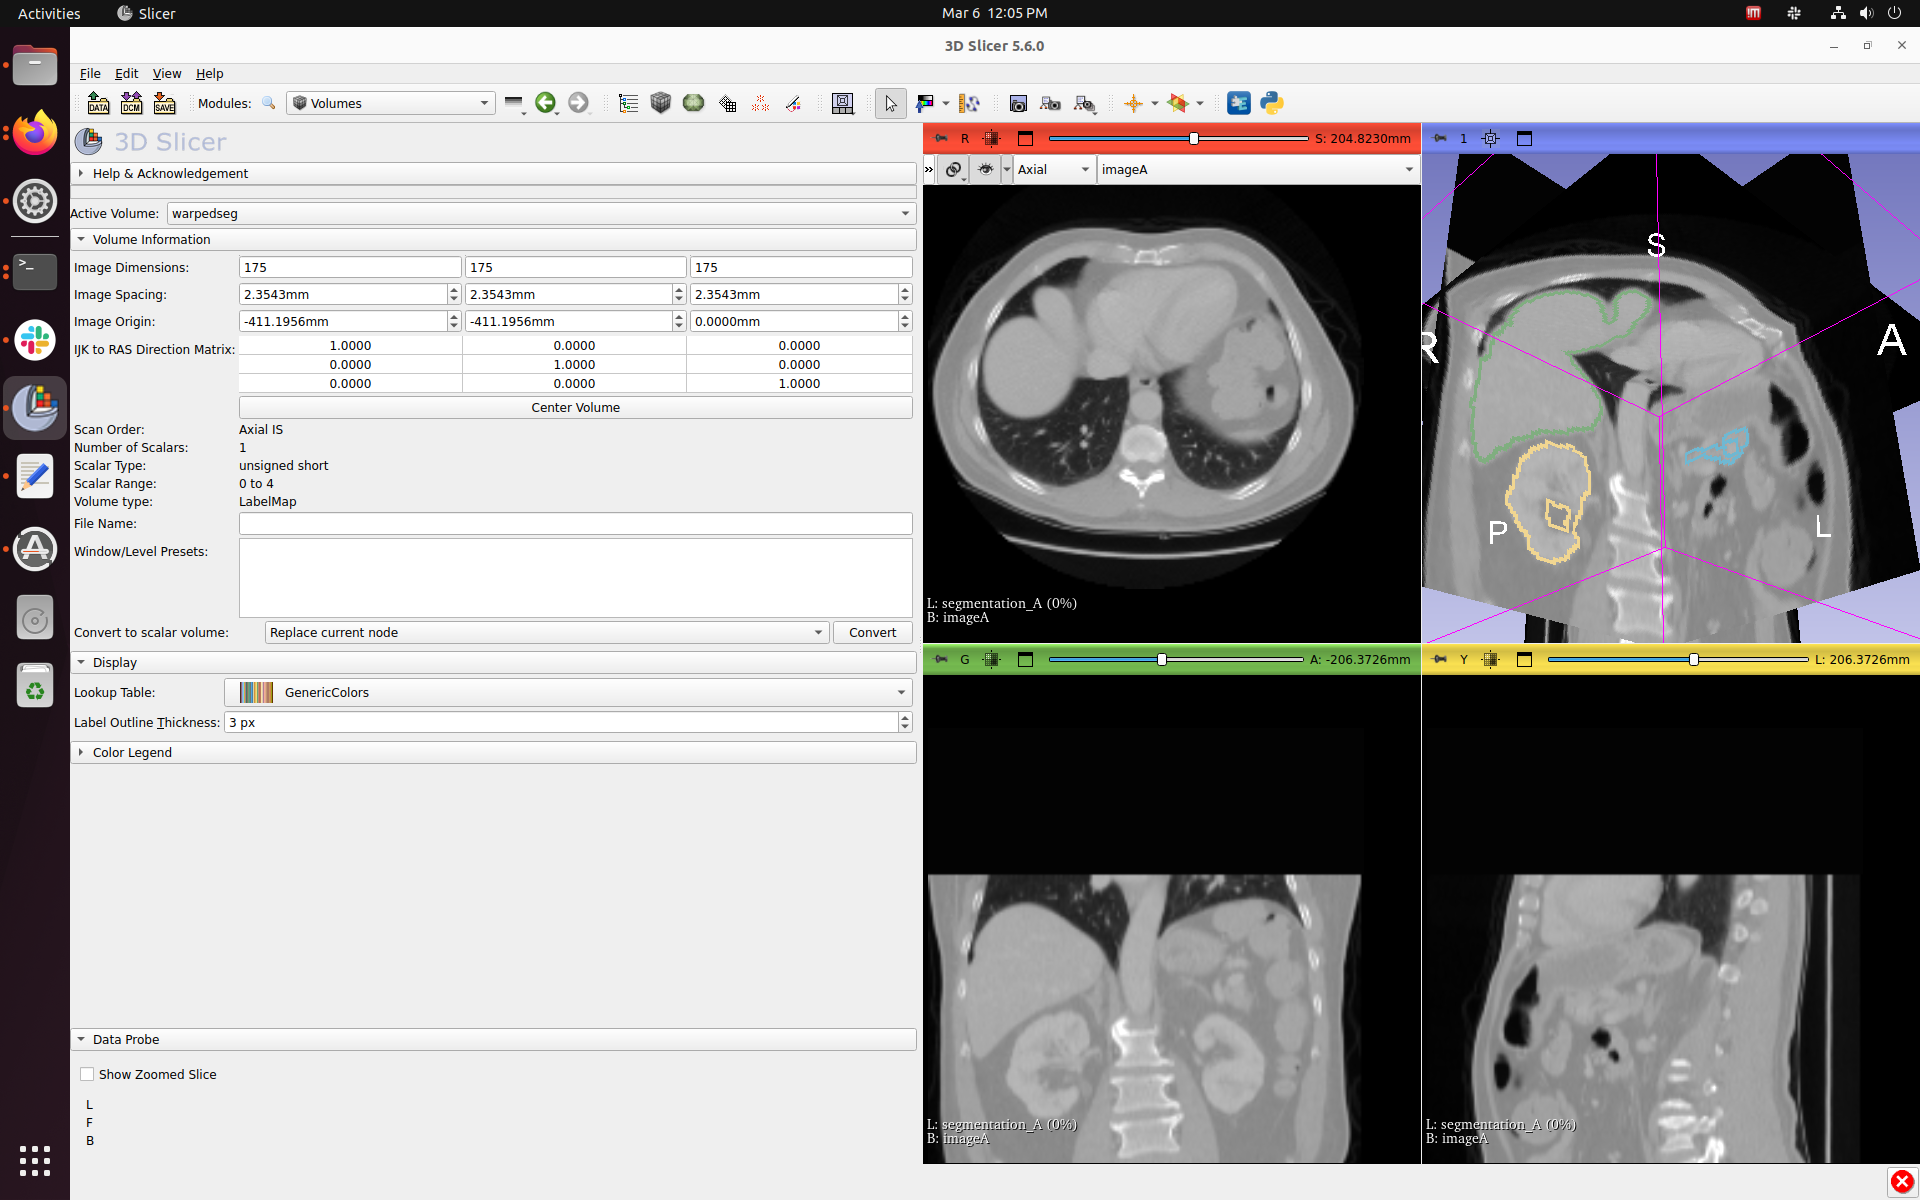 Activities
Slicer
Mar 6 12:05 PM
3D Slicer 5.6.0
File Edit View Help
DATA DCM SAVE Modules: Volumes
3D Slicer
Help & Acknowledgement
Active Volume: warpedseg
Volume Information
Image Dimensions: 175 175 175
Image Spacing: 2.3543mm 2.3543mm 2.3543mm
Image Origin: -411.1956mm -411.1956mm 0.0000mm
IJK to RAS Direction Matrix: 1.0000 0.0000 0.0000
0.0000 1.0000 0.0000
0.0000 0.0000 1.0000
Center Volume
Scan Order: Axial IS
Number of Scalars: 1
Scalar Type: unsigned short
Scalar Range: 0 to 4
Volume type: LabelMap
File Name:
Window/Level Presets:
Convert to scalar volume: Replace current node Convert
Display
Lookup Table: GenericColors
Label Outline Thickness: 3 px
Color Legend
Data Probe
Show Zoomed Slice
L
F
B
R S: 204.8230mm
» Axial imageA
L: segmentation_A (0%)
B: imageA
1
S
R
A
P
L
G A: -206.3726mm
L: segmentation_A (0%)
B: imageA
Y L: 206.3726mm
L: segmentation_A (0%)
B: imageA